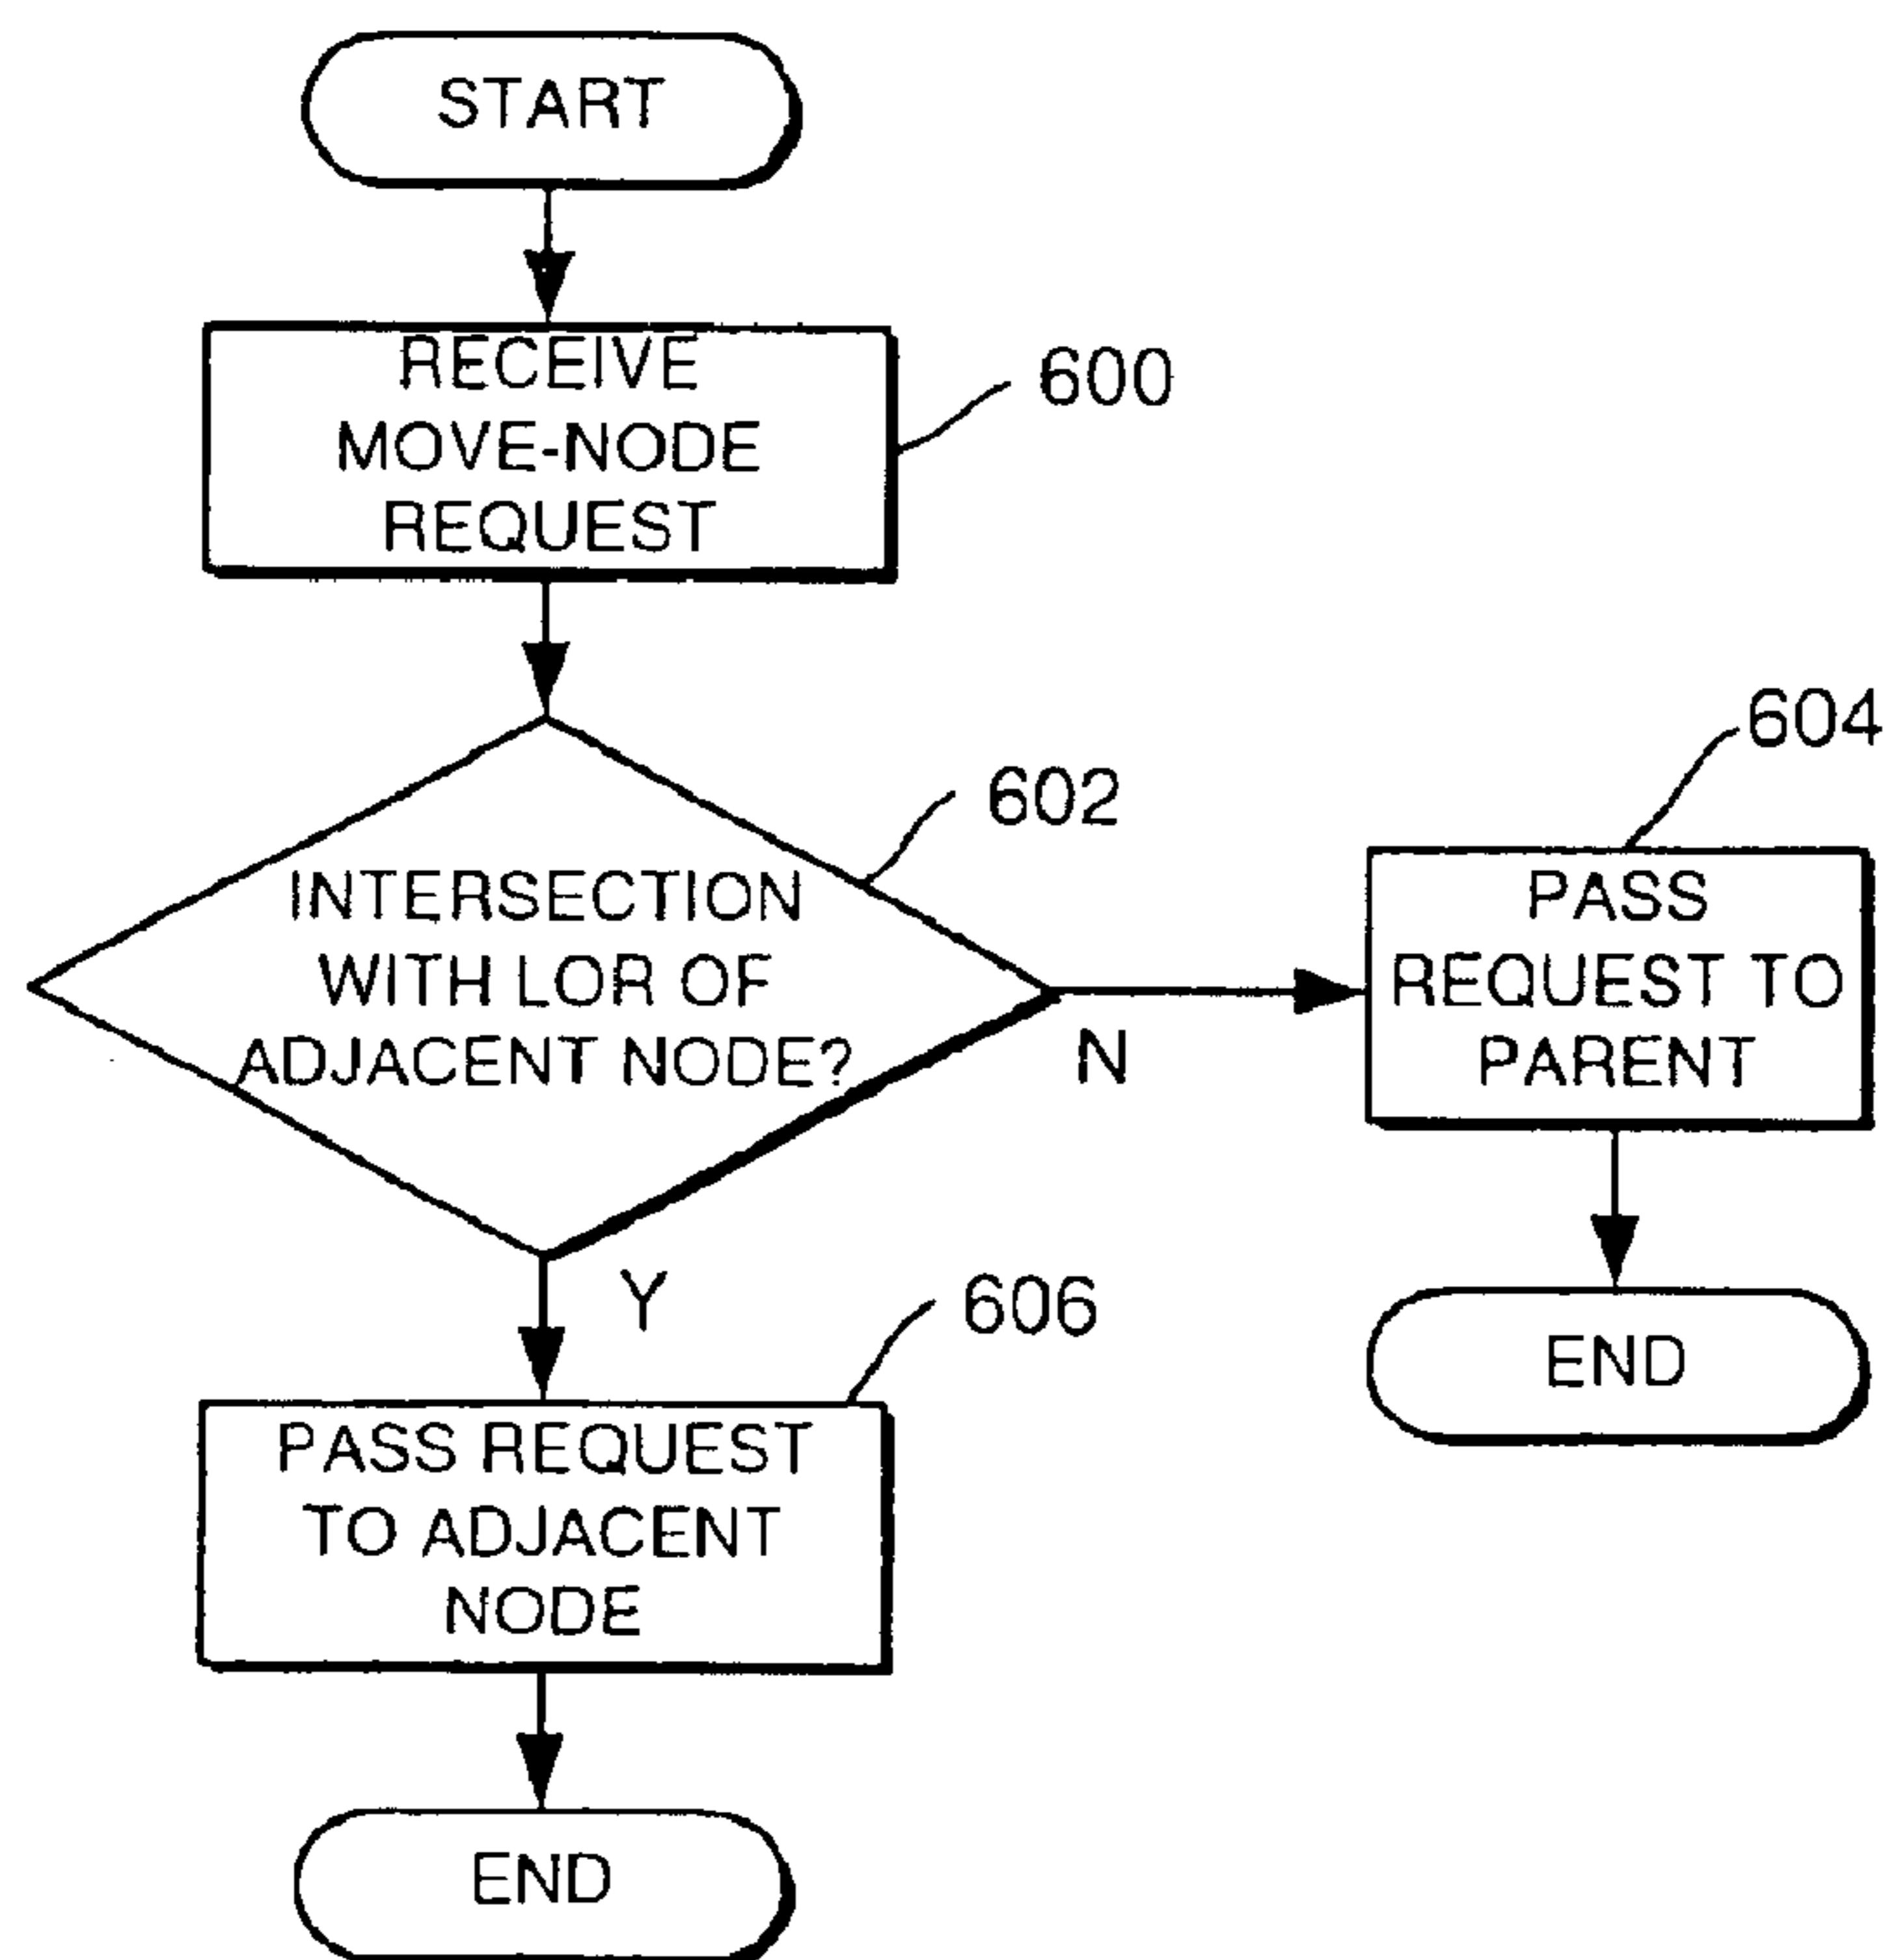 START
RECEIVE
MOVE-NODE
REQUEST
600
602
INTERSECTION
WITH LOR OF
ADJACENT NODE?
N
604
PASS
REQUEST TO
PARENT
END
Y
606
PASS REQUEST
TO ADJACENT
NODE
END